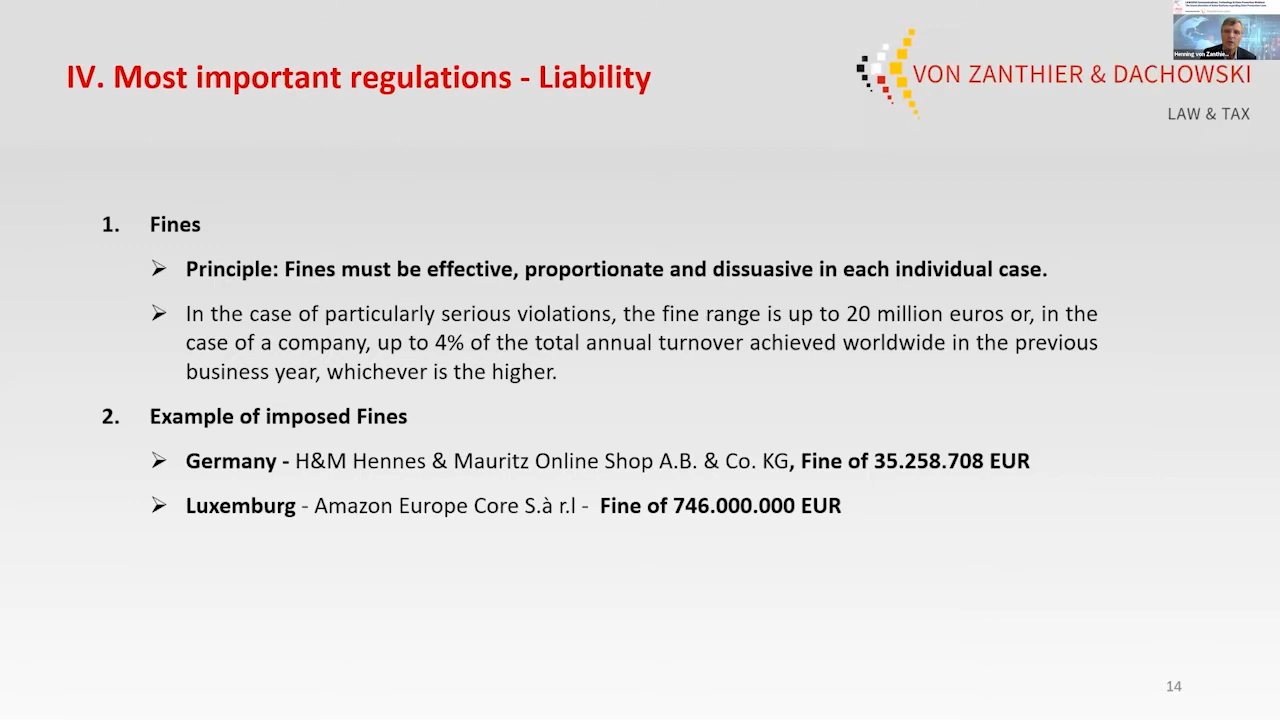 IV. Most important regulations - Liability
VON ZANTHIER & DACHOWSKI
LAW & TAX
Henning von Zanthie...
1. Fines
Principle: Fines must be effective, proportionate and dissuasive in each individual case.
In the case of particularly serious violations, the fine range is up to 20 million euros or, in the
case of a company, up to 4% of the total annual turnover achieved worldwide in the previous
business year, whichever is the higher.
2. Example of imposed Fines
Germany - H&M Hennes & Mauritz Online Shop A.B. & Co. KG, Fine of 35.258.708 EUR
Luxemburg - Amazon Europe Core S.à r.l - Fine of 746.000.000 EUR
14